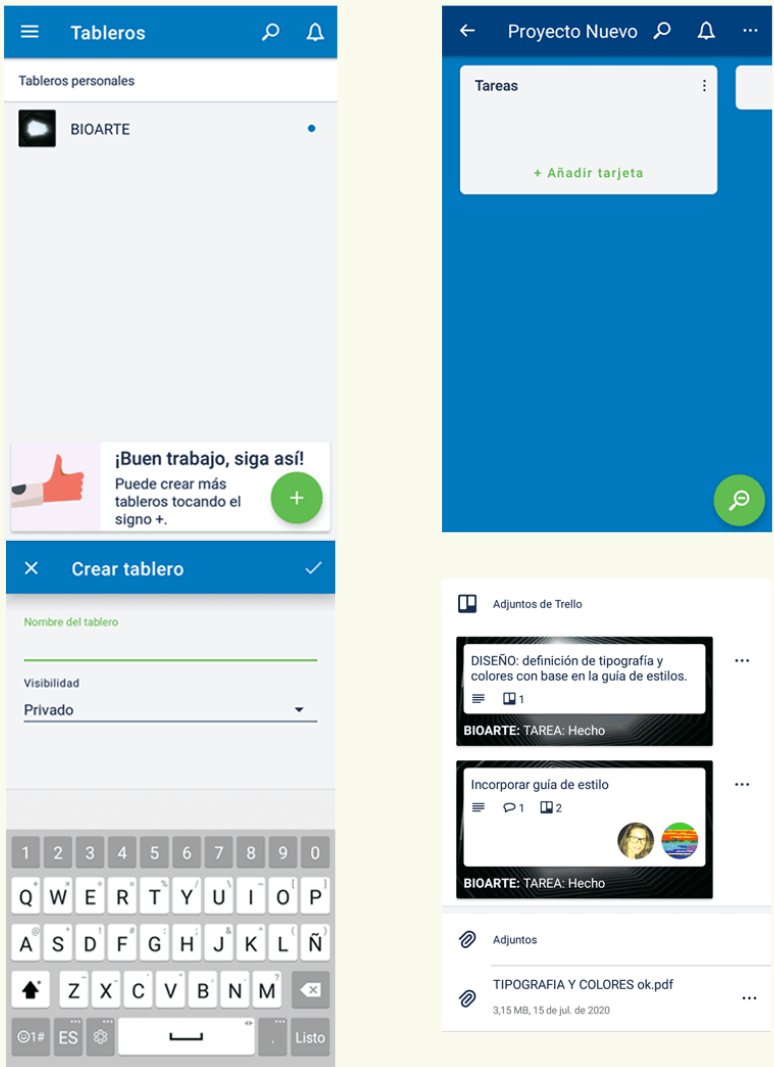 Tableros
Tableros personales
BIOARTE
¡Buen trabajo, siga así!
Puede crear más
tableros tocando el
signo +.
+
Crear tablero
Nombre del tablero
Visibilidad
Privado
1 2 3 4 5 6 7 8 9 0
Q W E R T Y U I O P
A S D F G H J K L Ñ
Z X C V B N M
1# ES . Listo
Proyecto Nuevo
Tareas
+ Añadir tarjeta
Adjuntos de Trello
DISEÑO: definición de tipografía y
colores con base en la guía de estilos.
1
BIOARTE: TAREA: Hecho
Incorporar guía de estilo
1 2
BIOARTE: TAREA: Hecho
Adjuntos
TIPOGRAFIA Y COLORES ok.pdf
3,15 MB, 15 de jul. de 2020